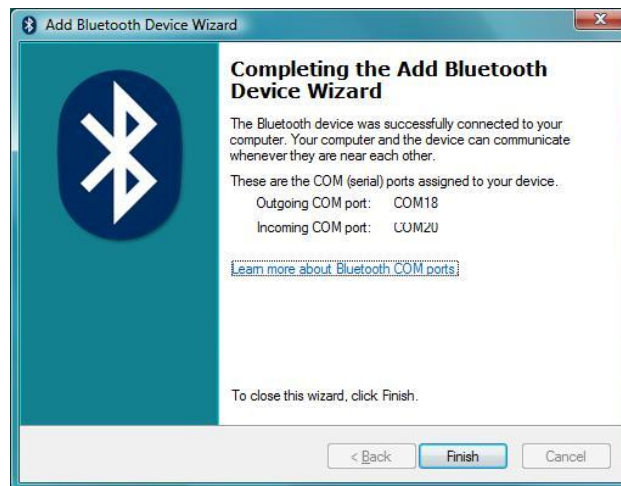 Add Bluetooth Device Wizard
Completing the Add Bluetooth
Device Wizard
The Bluetooth device was successfully connected to your
computer. Your computer and the device can communicate
whenever they are near each other.
These are the COM (serial) ports assigned to your device.
Outgoing COM port: COM18
Incoming COM port: COM20
Learn more about Bluetooth COM ports.
To close this wizard, click Finish.
< Back Finish Cancel